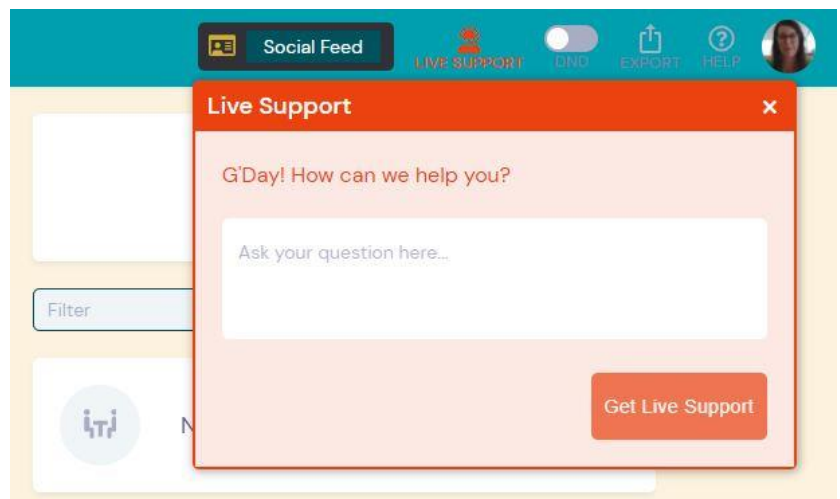 Social Feed
LIVE SUPPORT
DND
EXPORT
HELP
Live Support
G'Day! How can we help you?
Ask your question here...
Filter
N
Get Live Support